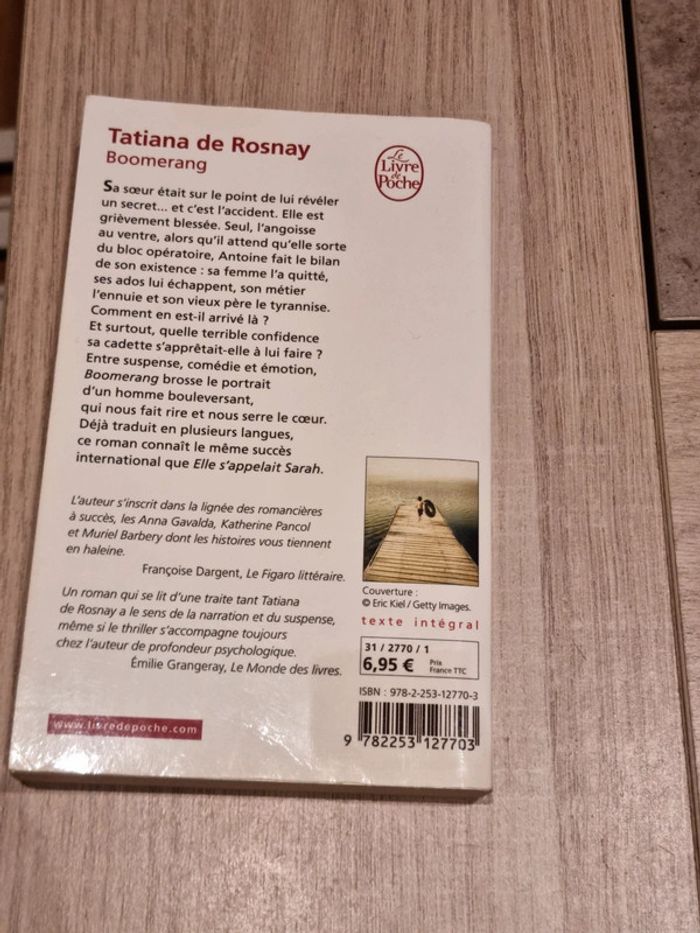 Tatiana de Rosnay
Boomerang
Le
Livre
de
Poche
Sa sœur était sur le point de lui révéler
un secret... et c'est l'accident. Elle est
grièvement blessée. Seul, l'angoisse
au ventre, alors qu'il attend qu'elle sorte
du bloc opératoire, Antoine fait le bilan
de son existence : sa femme l'a quitté,
ses ados lui échappent, son métier
l'ennuie et son vieux père le tyrannise.
Comment en est-il arrivé là ?
Et surtout, quelle terrible confidence
sa cadette s'apprêtait-elle à lui faire ?
Entre suspense, comédie et émotion,
Boomerang brosse le portrait
d'un homme bouleversant,
qui nous fait rire et nous serre le cœur.
Déjà traduit en plusieurs langues,
ce roman connaît le même succès
international que Elle s'appelait Sarah.
L'auteur s'inscrit dans la lignée des romancières
à succès, les Anna Gavalda, Katherine Pancol
et Muriel Barbery dont les histoires vous tiennent
en haleine.
Françoise Dargent, Le Figaro littéraire.
Un roman qui se lit d'une traite tant Tatiana
de Rosnay a le sens de la narration et du suspense,
même si le thriller s'accompagne toujours
chez l'auteur de profondeur psychologique.
Émilie Grangeray, Le Monde des livres.
www.livredepoche.com
Couverture :
© Eric Kiel / Getty Images.
texte intégral
31 / 2770 / 1
6,95 €
Prix
France TTC
ISBN : 978-2-253-12770-3
9 782253 127703